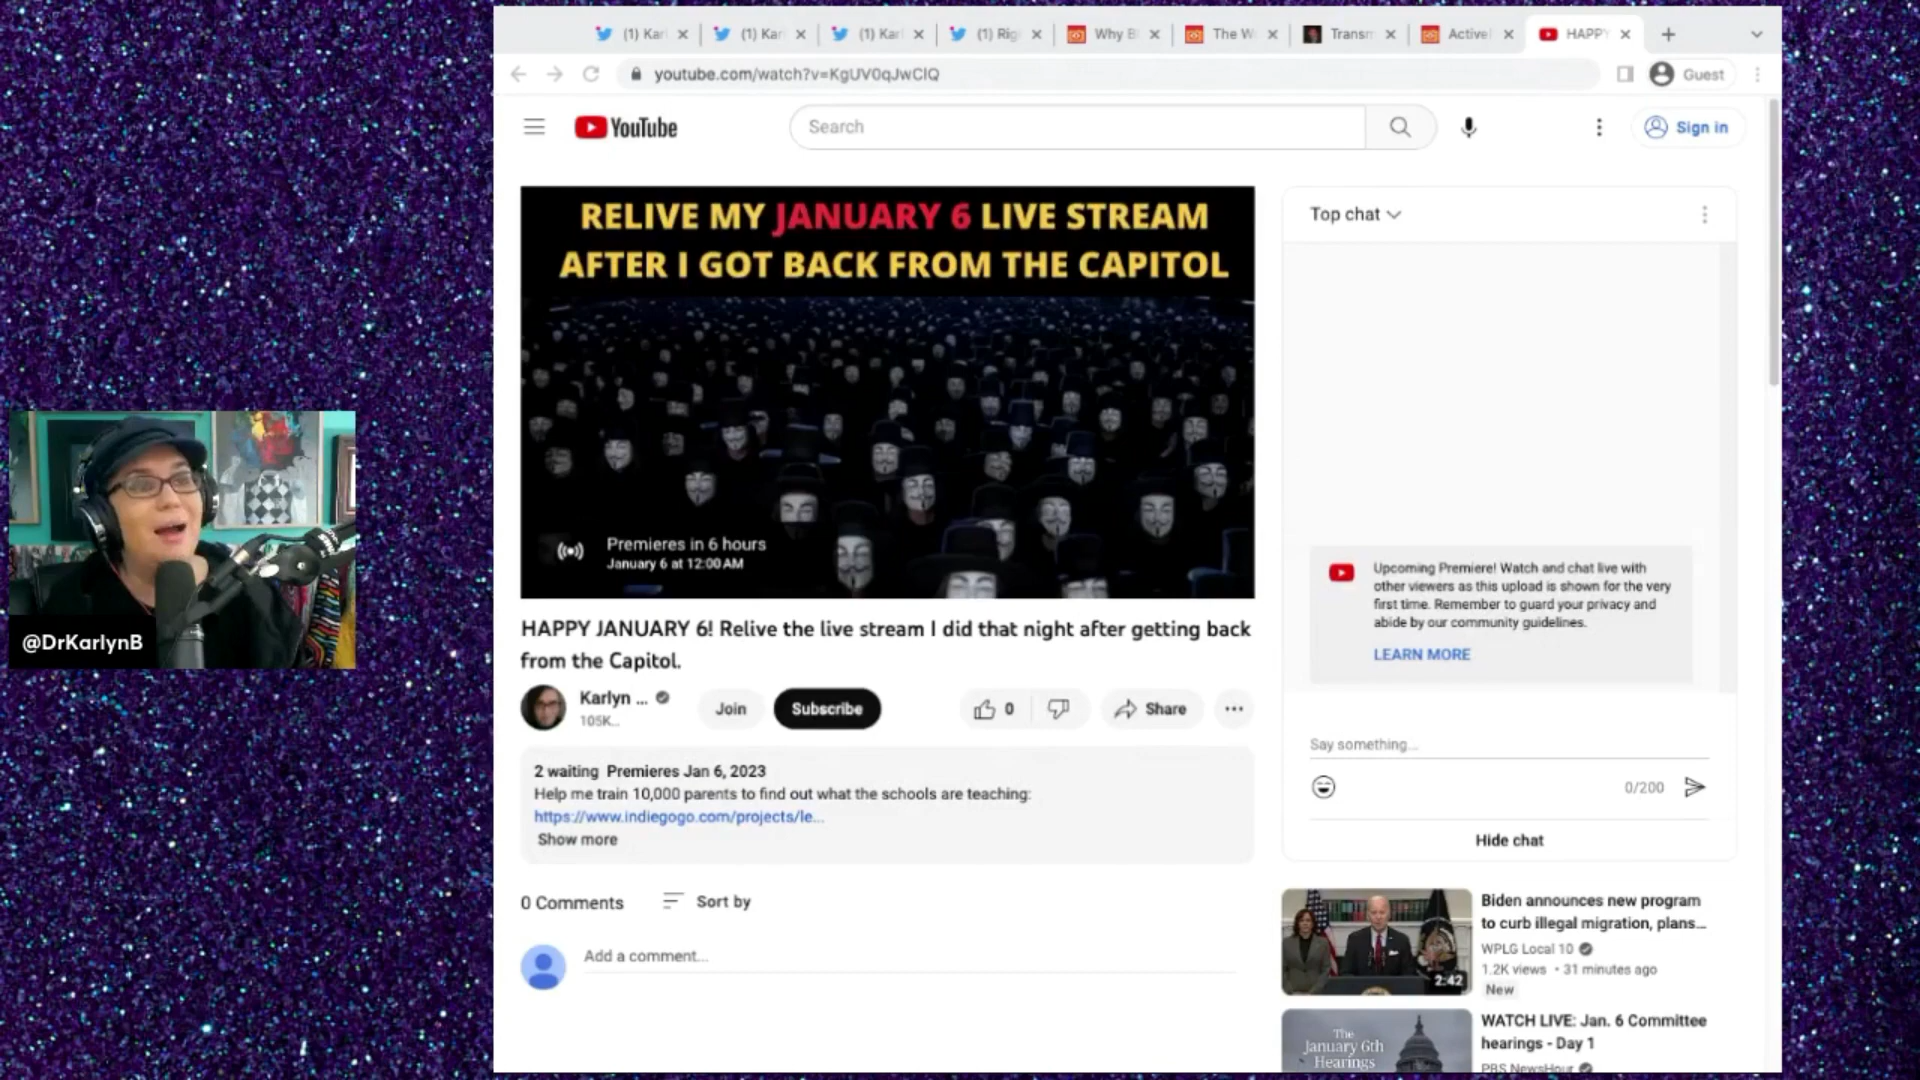 (1) Kar
(1) Kar
(1) Kar
(1) Rig
Why B
The W
Transm
Active
HAPPY
youtube.com/watch?v=KgUV0qJwClQ
Guest
YouTube
Search
Sign in
RELIVE MY JANUARY 6 LIVE STREAM
AFTER I GOT BACK FROM THE CAPITOL
Premieres in 6 hours
January 6 at 12:00 AM
Top chat
Upcoming Premiere! Watch and chat live with
other viewers as this upload is shown for the very
first time. Remember to guard your privacy and
abide by our community guidelines.
LEARN MORE
@DrKarlynB
HAPPY JANUARY 6! Relive the live stream I did that night after getting back
from the Capitol.
Karlyn ...
105K...
Join
Subscribe
0
Share
Say something...
0/200
Hide chat
2 waiting Premieres Jan 6, 2023
Help me train 10,000 parents to find out what the schools are teaching:
https://www.indiegogo.com/projects/le...
Show more
0 Comments
Sort by
Add a comment...
Biden announces new program
to curb illegal migration, plans...
WPLG Local 10
1.2K views • 31 minutes ago
New
2:42
The
January 6th
Hearings
WATCH LIVE: Jan. 6 Committee
hearings - Day 1
PBS NewsHour